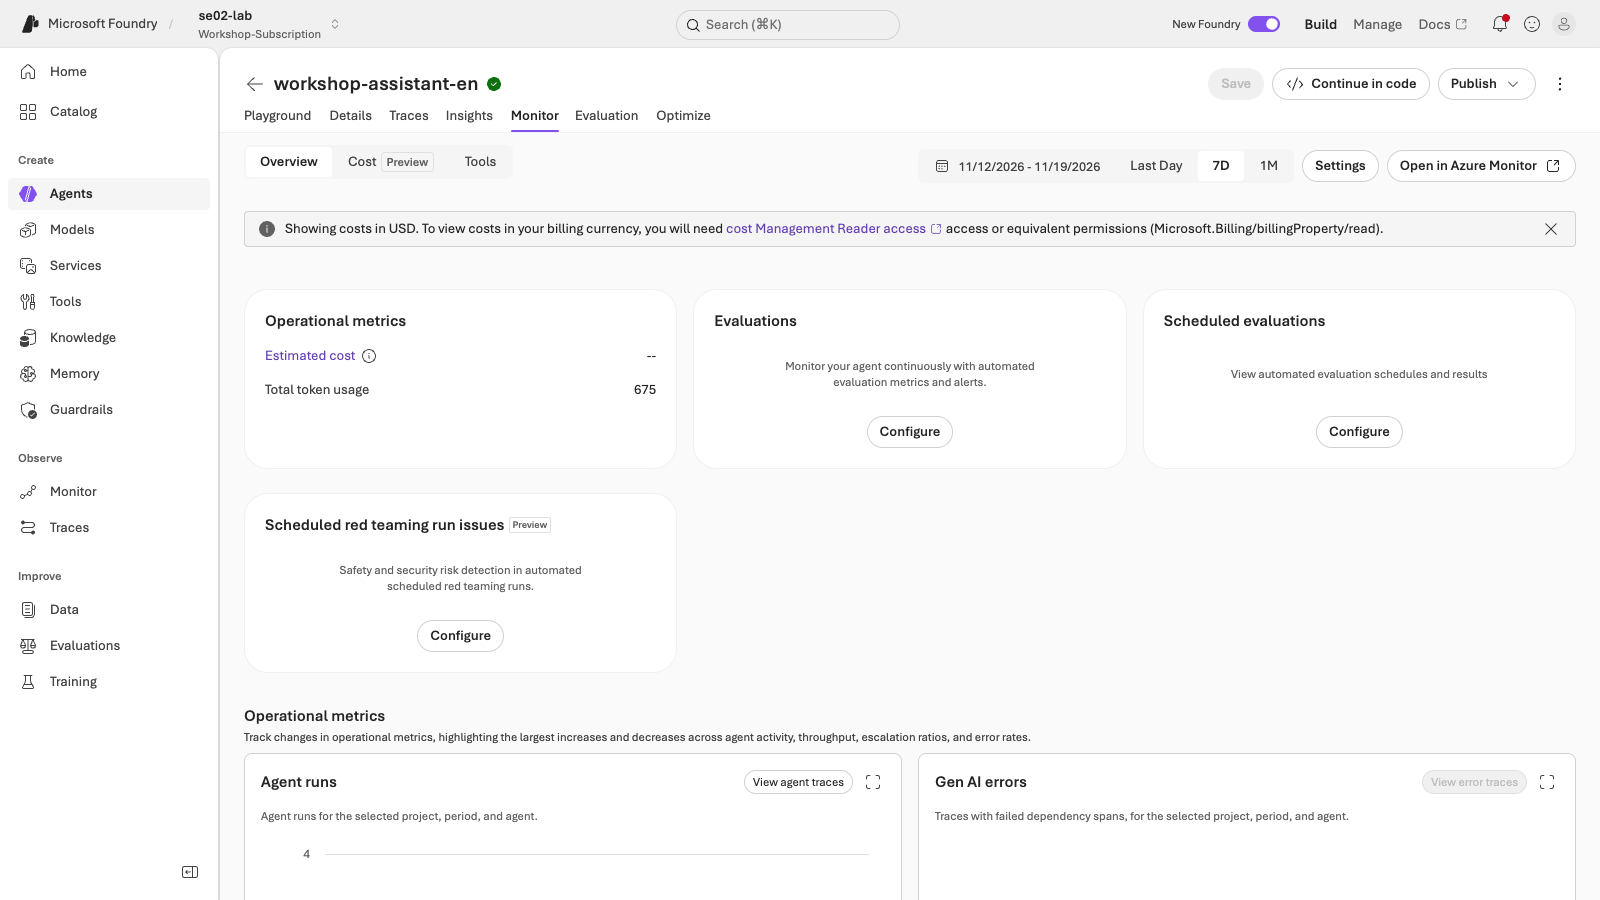 Microsoft Foundry
/
se02-lab
Workshop-Subscription
Search (⌘K)
New Foundry
Build
Manage
Docs
Home
Catalog
Create
Agents
Models
Services
Tools
Knowledge
Memory
Guardrails
Observe
Monitor
Traces
Improve
Data
Evaluations
Training
workshop-assistant-en
Save
Continue in code
Publish
Playground
Details
Traces
Insights
Monitor
Evaluation
Optimize
Overview
Cost Preview
Tools
11/12/2026 - 11/19/2026
Last Day
7D
1M
Settings
Open in Azure Monitor
Showing costs in USD. To view costs in your billing currency, you will need cost Management Reader access access or equivalent permissions (Microsoft.Billing/billingProperty/read).
Operational metrics
Estimated cost --
Total token usage 675
Evaluations
Monitor your agent continuously with automated
evaluation metrics and alerts.
Configure
Scheduled evaluations
View automated evaluation schedules and results
Configure
Scheduled red teaming run issues Preview
Safety and security risk detection in automated
scheduled red teaming runs.
Configure
Operational metrics
Track changes in operational metrics, highlighting the largest increases and decreases across agent activity, throughput, escalation ratios, and error rates.
Agent runs
View agent traces
Agent runs for the selected project, period, and agent.
4
Gen AI errors
View error traces
Traces with failed dependency spans, for the selected project, period, and agent.